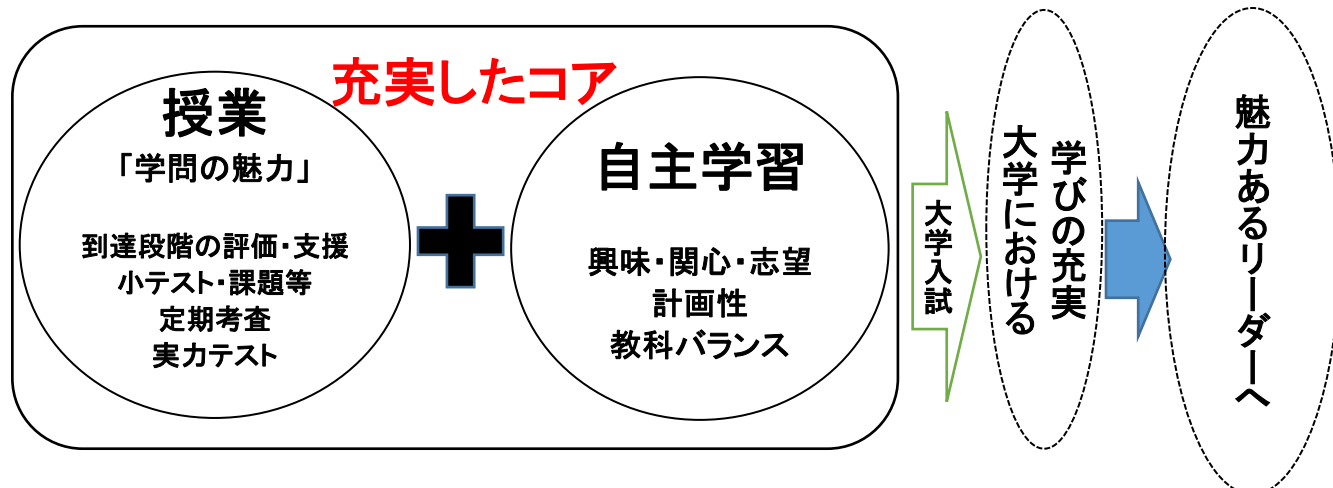 充実したコア
授業
「学問の魅力」
到達段階の評価・支援
小テスト・課題等
定期考査
実力テスト
自主学習
興味・関心・志望
計画性
教科バランス
大学入試
学びの充実
大学における
魅力あるリーダーへ